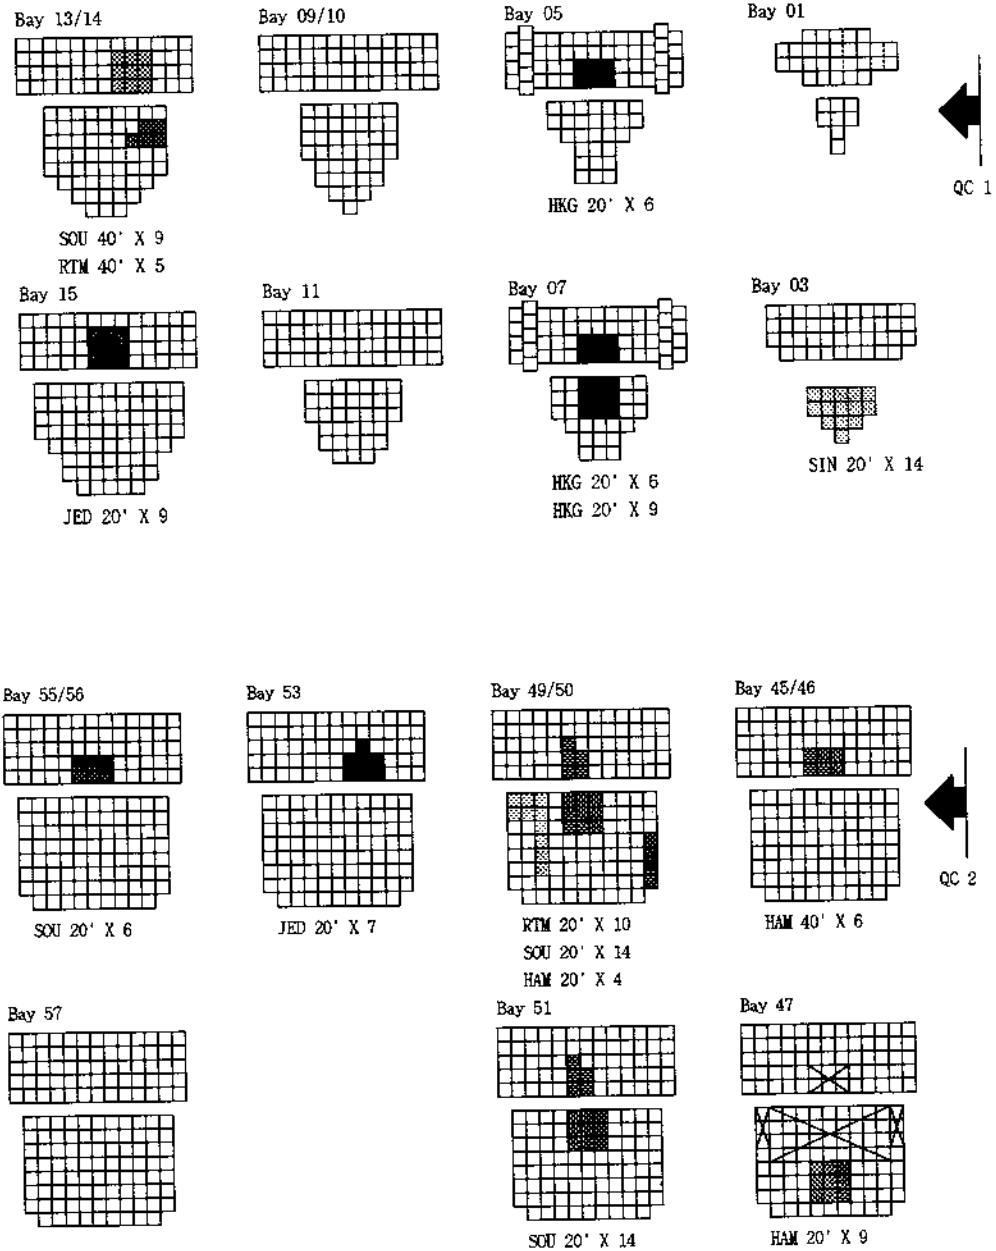 Bay 13/14
Bay 09/10
Bay 05
Bay 01
QC 1
HKG 20' X 6
SOU 40' X 9
RTM 40' X 5
Bay 15
Bay 11
Bay 07
Bay 03
SIN 20' X 14
HKG 20' X 6
HKG 20' X 9
JED 20' X 9
Bay 55/56
Bay 53
Bay 49/50
Bay 45/46
QC 2
SOU 20' X 6
JED 20' X 7
RTM 20' X 10
SOU 20' X 14
HAM 20' X 4
HAM 40' X 6
Bay 57
Bay 51
Bay 47
SOU 20' X 14
HAM 20' X 9